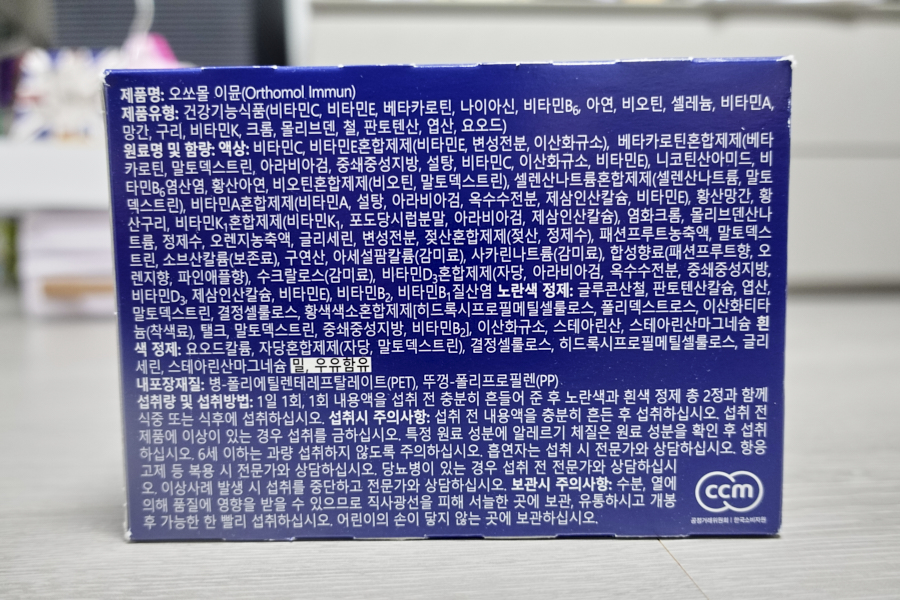 제품명: 오쏘몰 이뮨(Orthomol Immun)
제품유형: 건강기능식품(비타민C, 비타민E, 베타카로틴, 나이아신, 비타민B₆, 아연, 비오틴, 셀레늄, 비타민A,
망간, 구리, 비타민K, 크롬, 몰리브덴, 철, 판토텐산, 엽산, 요오드)
원료명 및 함량: 액상: 비타민C, 비타민E혼합제제(비타민E, 변성전분, 이산화규소), 베타카로틴혼합제제(베타
카로틴, 말토덱스트린, 아라비아검, 중쇄중성지방, 설탕, 비타민C, 이산화규소, 비타민E), 니코틴산아미드, 비
타민B₆염산염, 황산아연, 비오틴혼합제제(비오틴, 말토덱스트린), 셀렌산나트륨혼합제제(셀렌산나트륨, 말토
덱스트린), 비타민A혼합제제(비타민A, 설탕, 아라비아검, 옥수수전분, 제삼인산칼슘, 비타민E), 황산망간, 황
산구리, 비타민K₁혼합제제(비타민K₁, 포도당시럽분말, 아라비아검, 제삼인산칼슘), 염화크롬, 몰리브덴산나
트륨, 정제수, 오렌지농축액, 글리세린, 변성전분, 젖산혼합제제(젖산, 정제수), 패션프루트농축액, 말토덱스
트린, 소브산칼륨(보존료), 구연산, 아세설팜칼륨(감미료), 사카린나트륨(감미료), 합성향료(패션프루트향, 오
렌지향, 파인애플향), 수크랄로스(감미료), 비타민D₃혼합제제(자당, 아라비아검, 옥수수전분, 중쇄중성지방,
비타민D₃, 제삼인산칼슘, 비타민E), 비타민B₂, 비타민B₁질산염 노란색 정제: 글루콘산철, 판토텐산칼슘, 엽산,
말토덱스트린, 결정셀룰로스, 황색색소혼합제제[히드록시프로필메틸셀룰로스, 폴리덱스트로스, 이산화티타
늄(착색료), 탤크, 말토덱스트린, 중쇄중성지방, 비타민B₂], 이산화규소, 스테아린산, 스테아린산마그네슘 흰
색 정제: 요오드칼륨, 자당혼합제제(자당, 말토덱스트린), 결정셀룰로스, 히드록시프로필메틸셀룰로스, 글리
세린, 스테아린산마그네슘 밀, 우유함유
내포장재질: 병-폴리에틸렌테레프탈레이트(PET), 뚜껑-폴리프로필렌(PP)
섭취량 및 섭취방법: 1일 1회, 1회 내용액을 섭취 전 충분히 흔들어 준 후 노란색과 흰색 정제 총 2정과 함께
식중 또는 식후에 섭취하십시오. 섭취시 주의사항: 섭취 전 내용액을 충분히 흔든 후 섭취하십시오. 섭취 전
제품에 이상이 있는 경우 섭취를 금하십시오. 특정 원료 성분에 알레르기 체질은 원료 성분을 확인 후 섭취
하십시오. 6세 이하는 과량 섭취하지 않도록 주의하십시오. 흡연자는 섭취 시 전문가와 상담하십시오. 항응
고제 등 복용 시 전문가와 상담하십시오. 당뇨병이 있는 경우 섭취 전 전문가와 상담하십시
오. 이상사례 발생 시 섭취를 중단하고 전문가와 상담하십시오. 보관시 주의사항: 수분, 열에
의해 품질에 영향을 받을 수 있으므로 직사광선을 피해 서늘한 곳에 보관, 유통하시고 개봉
후 가능한 한 빨리 섭취하십시오. 어린이의 손이 닿지 않는 곳에 보관하십시오.
ccm
공정거래위원회 | 한국소비자원